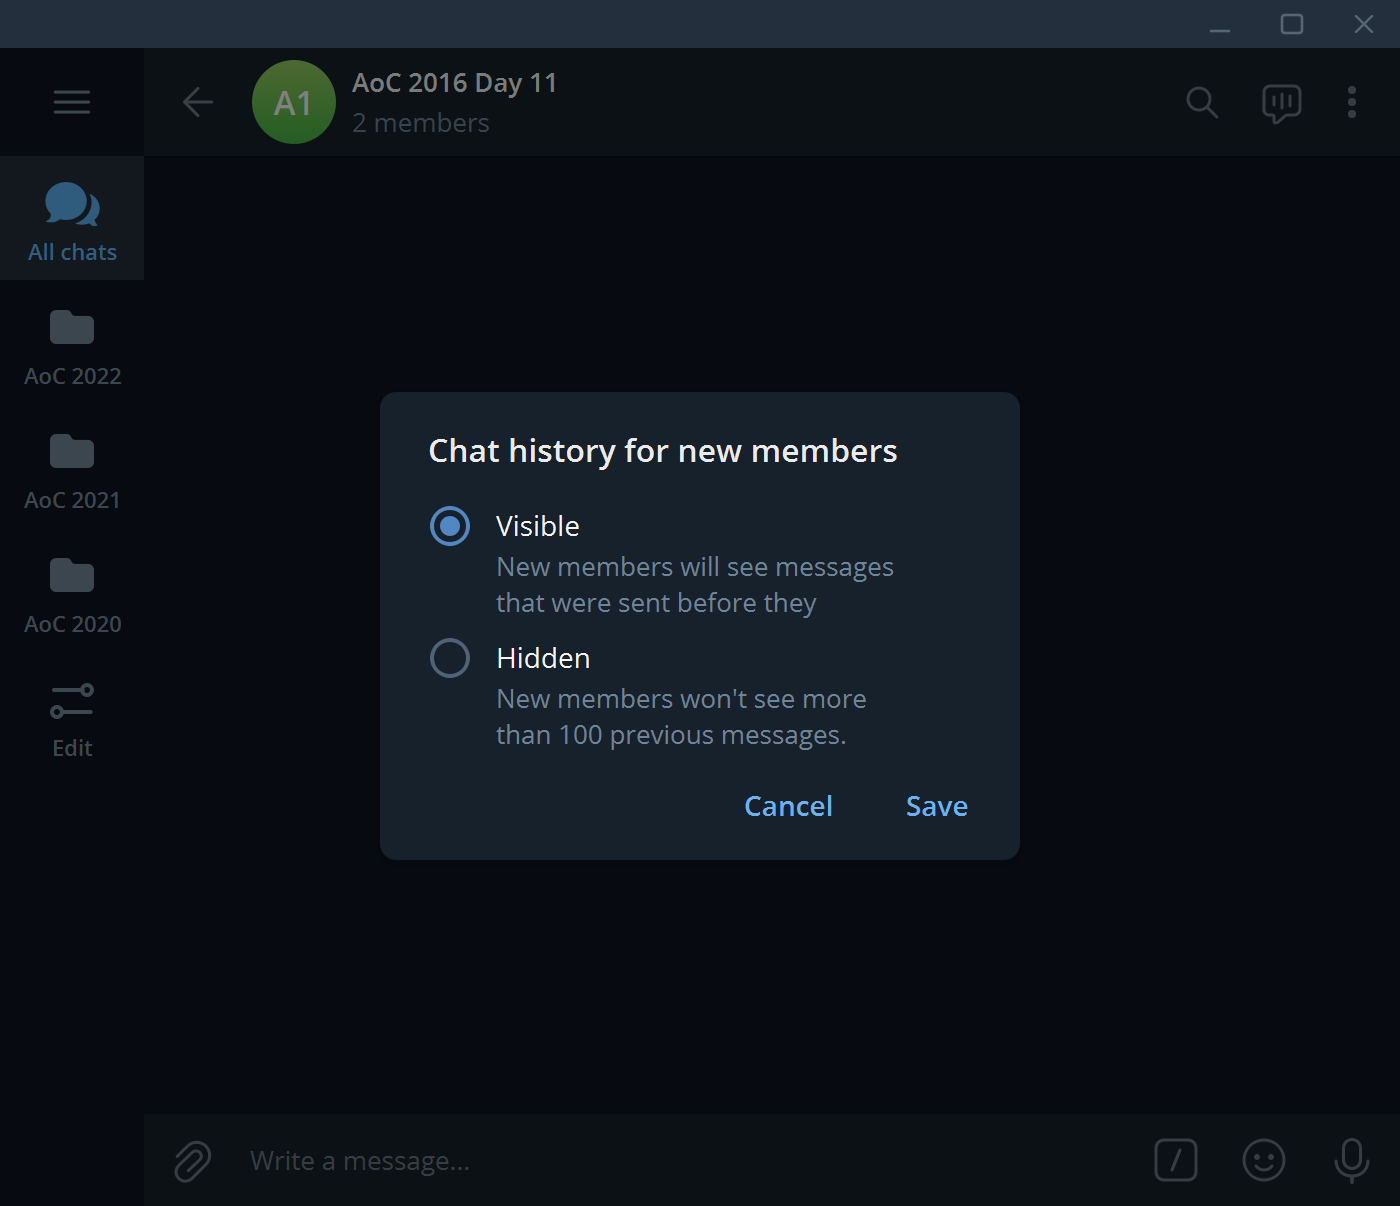 A1
AoC 2016 Day 11
2 members
All chats
AoC 2022
AoC 2021
AoC 2020
Edit
Chat history for new members
Visible
New members will see messages
that were sent before they
Hidden
New members won't see more
than 100 previous messages.
Cancel Save
Write a message...